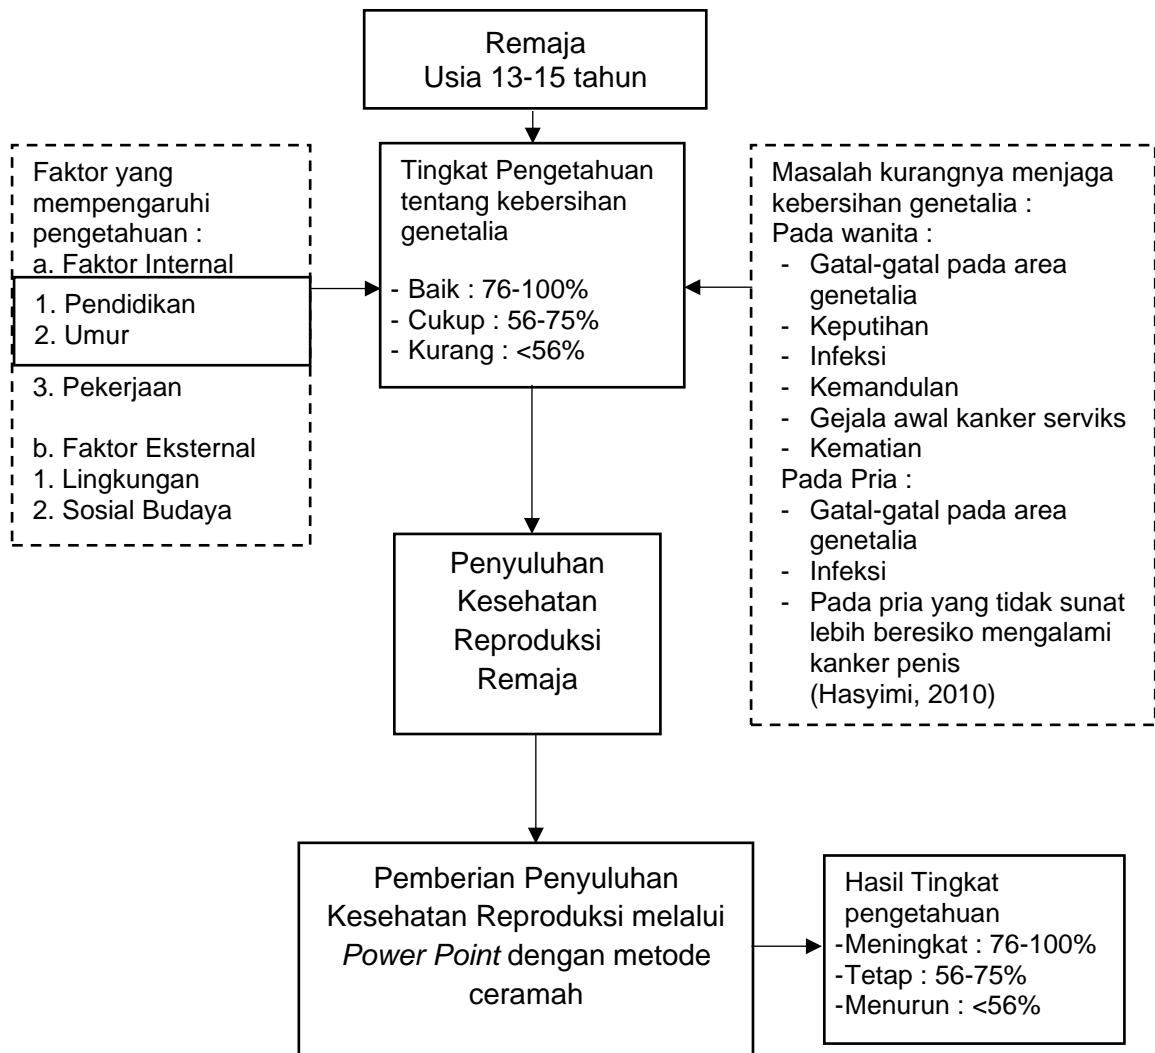 Remaja
Usia 13-15 tahun
Faktor yang
mempengaruhi
pengetahuan :
a. Faktor Internal
1. Pendidikan
2. Umur
3. Pekerjaan
b. Faktor Eksternal
1. Lingkungan
2. Sosial Budaya
Tingkat Pengetahuan
tentang kebersihan
genetalia
- Baik : 76-100%
- Cukup : 56-75%
- Kurang : <56%
Masalah kurangnya menjaga
kebersihan genetalia :
Pada wanita :
- Gatal-gatal pada area
genetalia
- Keputihan
- Infeksi
- Kemandulan
- Gejala awal kanker serviks
- Kematian
Pada Pria :
- Gatal-gatal pada area
genetalia
- Infeksi
- Pada pria yang tidak sunat
lebih beresiko mengalami
kanker penis
(Hasyimi, 2010)
Penyuluhan
Kesehatan
Reproduksi
Remaja
Pemberian Penyuluhan
Kesehatan Reproduksi melalui
Power Point dengan metode
ceramah
Hasil Tingkat
pengetahuan
-Meningkat : 76-100%
-Tetap : 56-75%
-Menurun : <56%